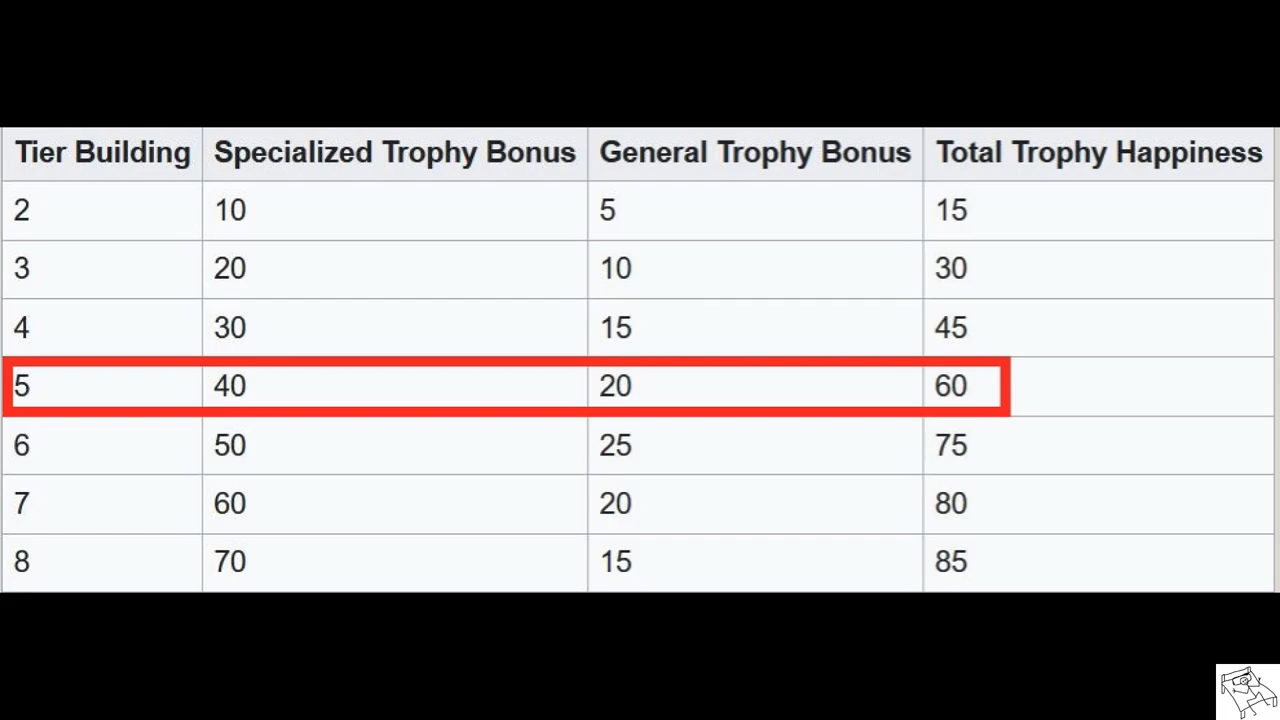 Tier Building Specialized Trophy Bonus General Trophy Bonus Total Trophy Happiness
2 10 5 15
3 20 10 30
4 30 15 45
5 40 20 60
6 50 25 75
7 60 20 80
8 70 15 85